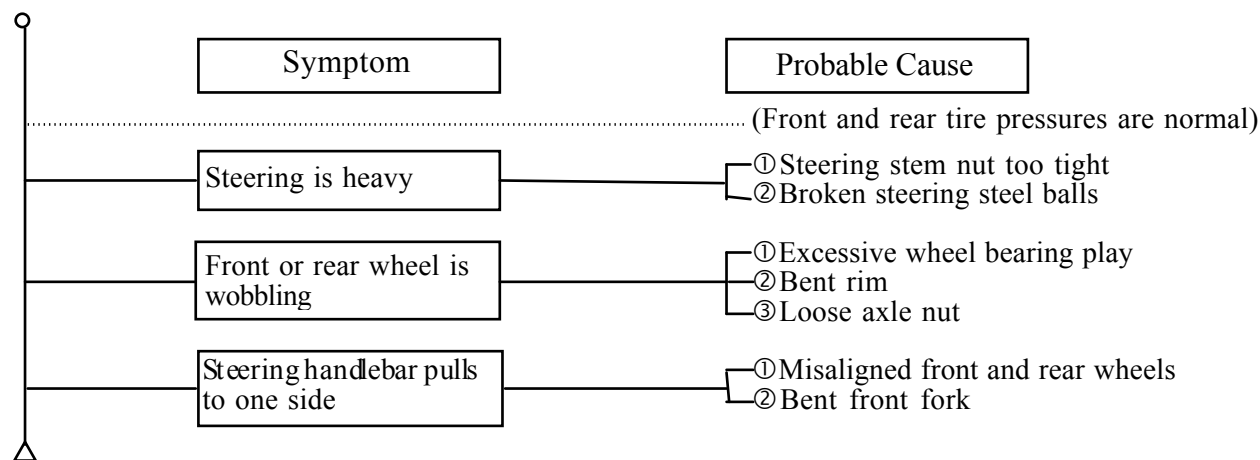 Symptom
Probable Cause
(Front and rear tire pressures are normal)
Steering is heavy
①Steering stem nut too tight
②Broken steering steel balls
Front or rear wheel is
wobbling
①Excessive wheel bearing play
②Bent rim
③Loose axle nut
Steering handlebar pulls
to one side
①Misaligned front and rear wheels
②Bent front fork